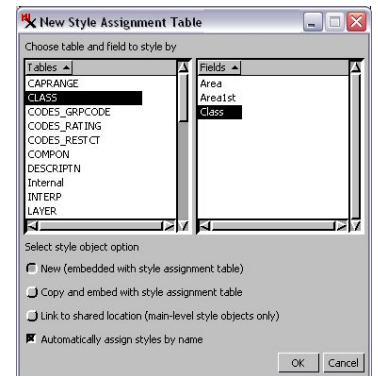 New Style Assignment Table
Choose table and field to style by
Tables
CAPRANGE
CLASS
CODES_GRPCODE
CODES_RATING
CODES_RESTCT
COMPON
DESCRIPTN
Internal
INTERP
LAYER
Fields
Area
Area1st
Class
Select style object option
New (embedded with style assignment table)
Copy and embed with style assignment table
Link to shared location (main-level style objects only)
Automatically assign styles by name
OK Cancel